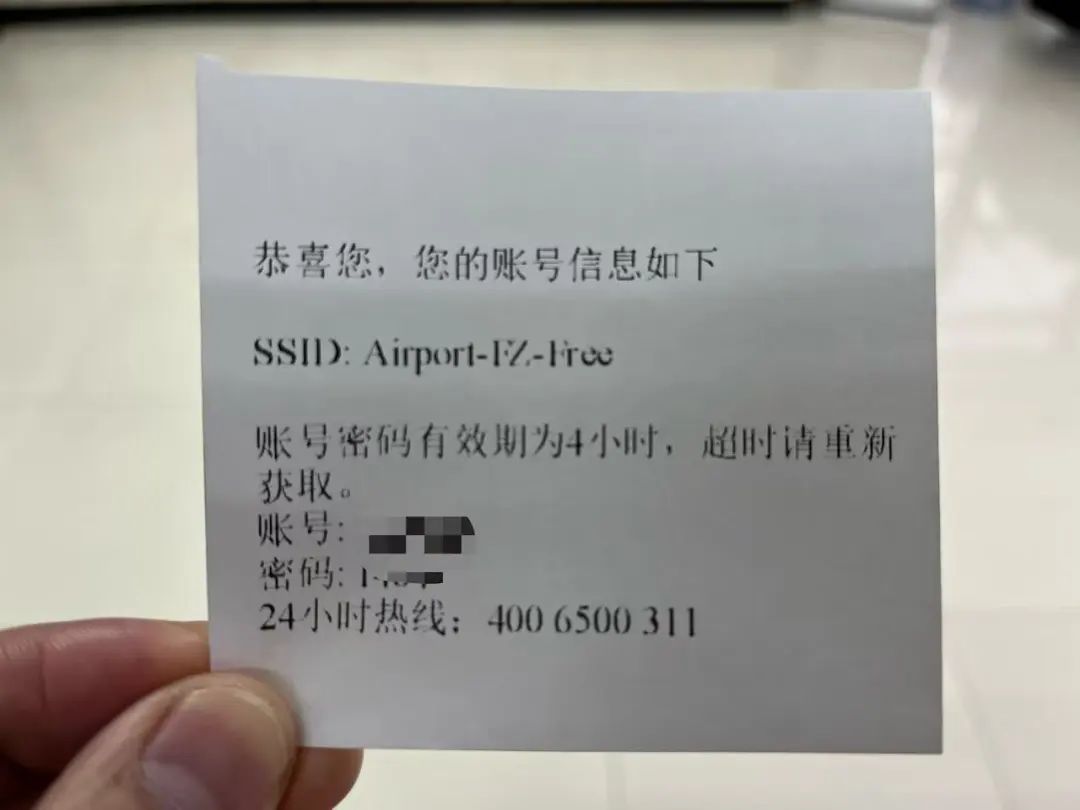 恭喜您，您的账号信息如下
SSID: Airport-FZ-Free
账号密码有效期为4小时，超时请重新
获取。
账号:
密码:
24小时热线：400 6500 311